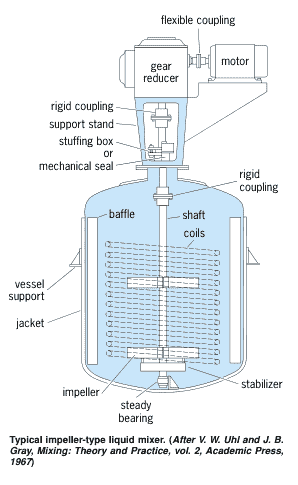 flexible coupling
gear
reducer
motor
rigid coupling
support stand
stuffing box
or
mechanical seal
rigid
coupling
baffle
shaft
coils
vessel
support
jacket
impeller
stabilizer
steady
bearing
Typical impeller-type liquid mixer. (After V. W. Uhl and J. B.
Gray, Mixing: Theory and Practice, vol. 2, Academic Press,
1967)